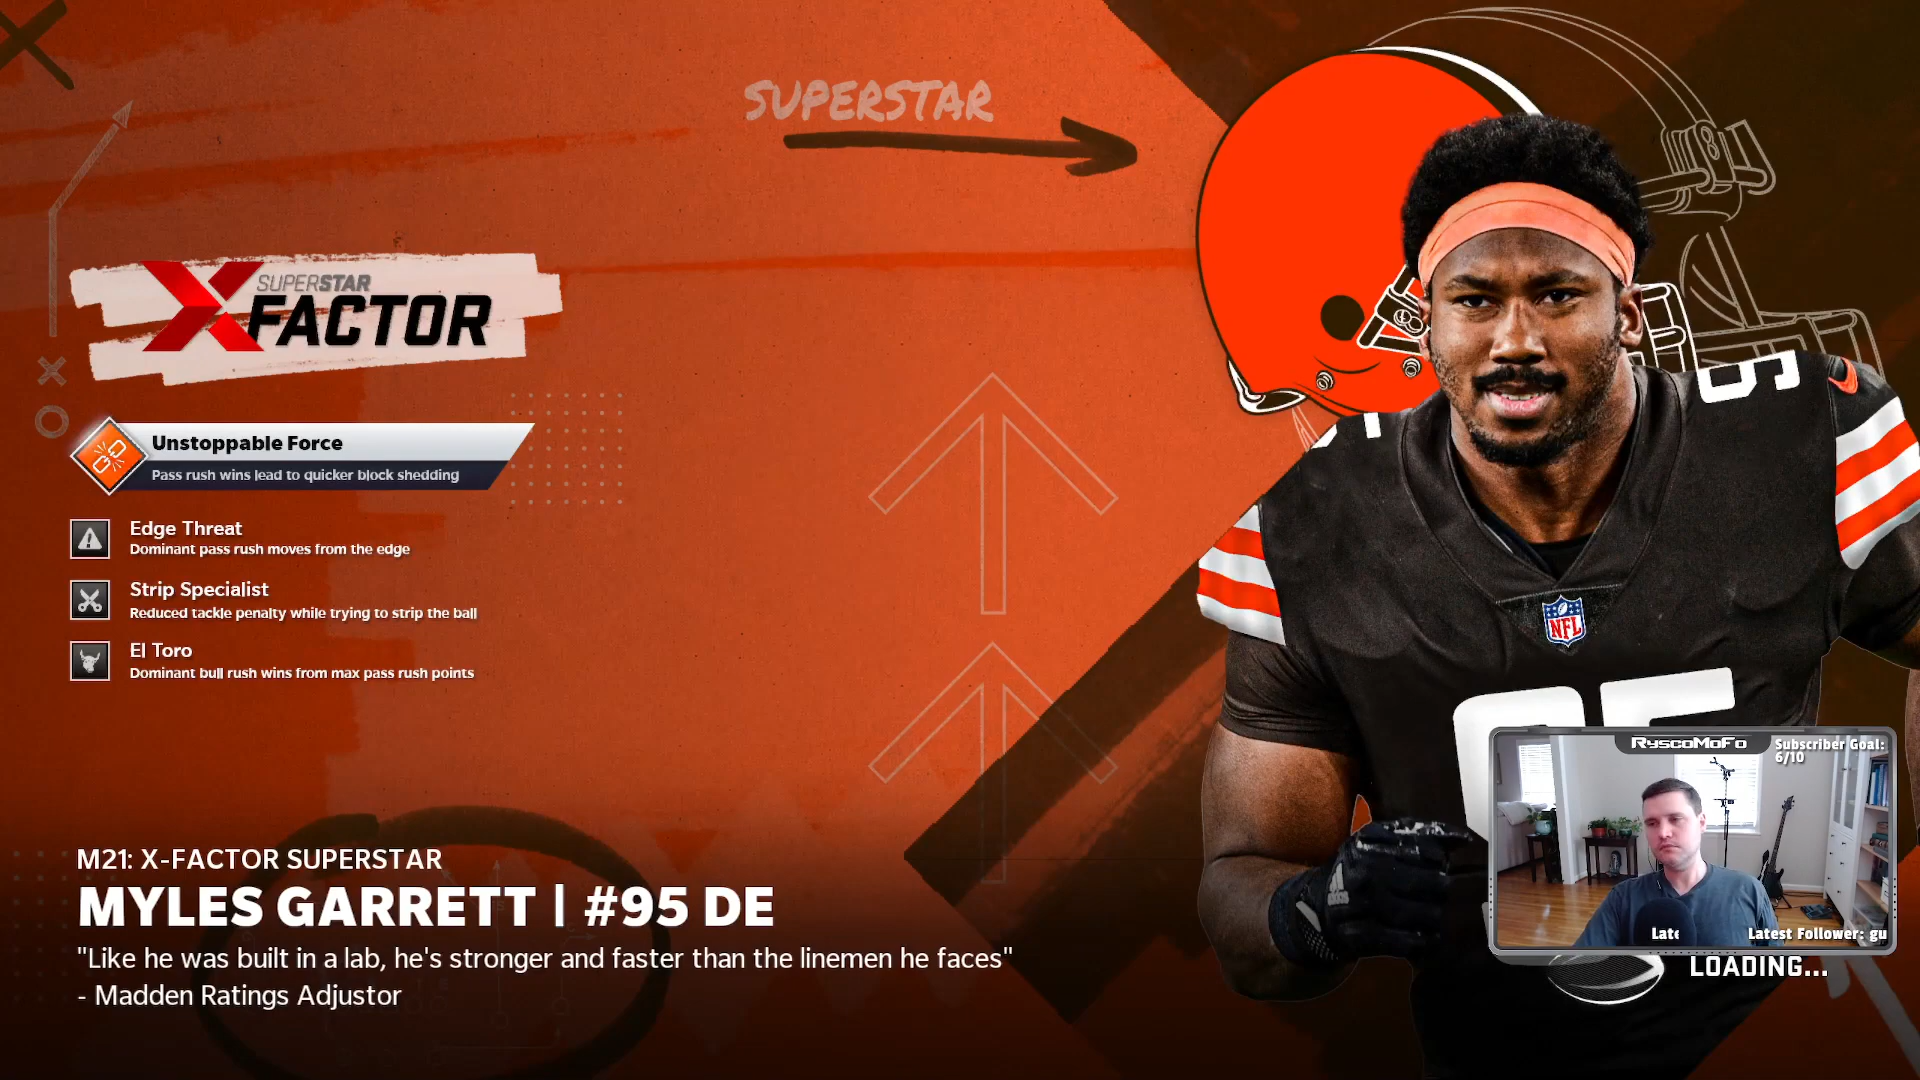 SUPERSTAR
SUPERSTAR
X FACTOR
Unstoppable Force
Pass rush wins lead to quicker block shedding
Edge Threat
Dominant pass rush moves from the edge
Strip Specialist
Reduced tackle penalty while trying to strip the ball
El Toro
Dominant bull rush wins from max pass rush points
NFL
95
RyscoMoFo
Subscriber Goal:
6/10
Latest Follower: gu
LOADING...
M21: X-FACTOR SUPERSTAR
MYLES GARRETT | #95 DE
"Like he was built in a lab, he's stronger and faster than the linemen he faces"
- Madden Ratings Adjustor